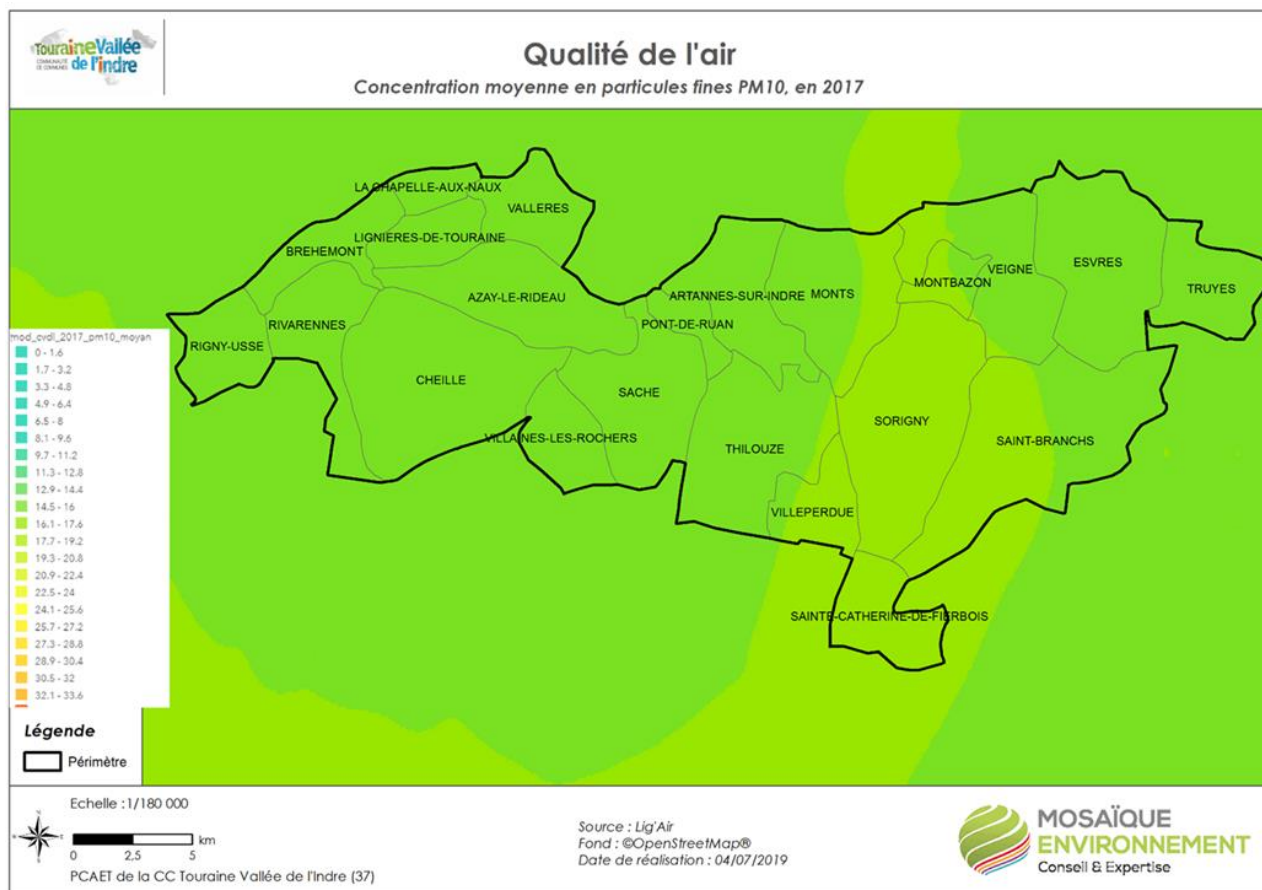 Touraine Vallée
COMMUNAUTÉ
DE COMMUNES
de l'indre
Qualité de l'air
Concentration moyenne en particules fines PM10, en 2017
LA CHAPELLE-AUX-NAUX
VALLERES
LIGNIERES-DE-TOURAINE
BREHEMONT
AZAY-LE-RIDEAU
RIVARENNES
RIGNY-USSE
CHEILLE
ARTANNES-SUR-INDRE
MONTS
PONT-DE-RUAN
SACHE
VILLAINES-LES-ROCHERS
THILOUZE
VILLEPERDUE
MONTBAZON
VEIGNE
ESVRES
TRUYES
SORIGNY
SAINT-BRANCHS
SAINTE-CATHERINE-DE-FIERBOIS
mod_cvdl_2017_pm10_moyan
0 - 1.6
1.7 - 3.2
3.3 - 4.8
4.9 - 6.4
6.5 - 8
8.1 - 9.6
9.7 - 11.2
11.3 - 12.8
12.9 - 14.4
14.5 - 16
16.1 - 17.6
17.7 - 19.2
19.3 - 20.8
20.9 - 22.4
22.5 - 24
24.1 - 25.6
25.7 - 27.2
27.3 - 28.8
28.9 - 30.4
30.5 - 32
32.1 - 33.6
Légende
Périmètre
Echelle :1/180 000
km
0 2.5 5
PCAET de la CC Touraine Vallée de l'Indre (37)
Source : Lig'Air
Fond : ©OpenStreetMap®
Date de réalisation : 04/07/2019
MOSAÏQUE
ENVIRONNEMENT
Conseil & Expertise